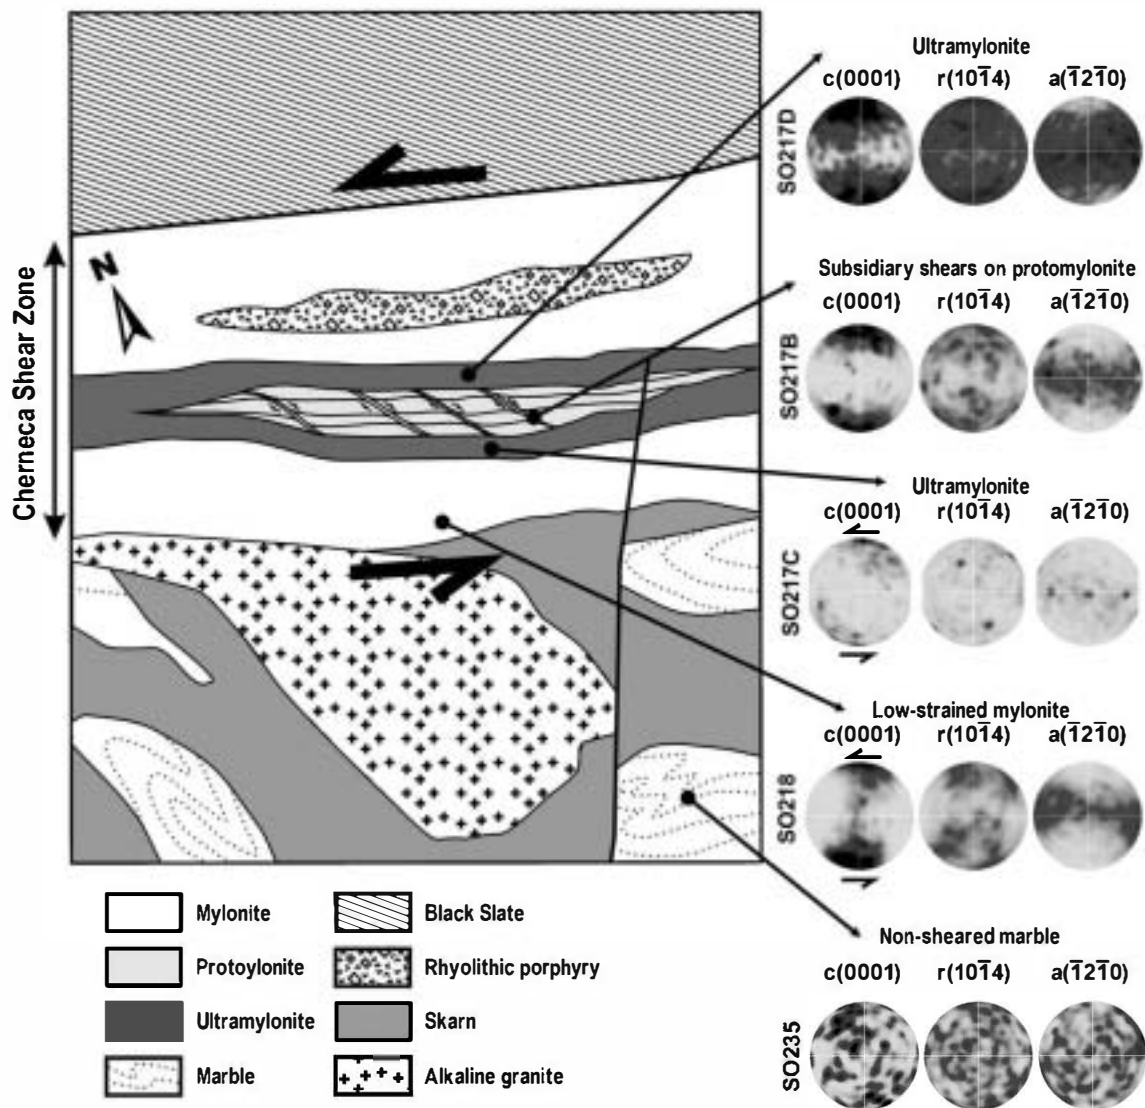 Cherneca Shear Zone
N
Ultramylonite
c(0001) r(101̄4) a(1̄21̄0)
SO217D
Subsidiary shears on protomylonite
c(0001) r(101̄4) a(1̄21̄0)
SO217B
Ultramylonite
c(0001) r(101̄4) a(1̄21̄0)
SO217C
Low-strained mylonite
c(0001) r(101̄4) a(1̄21̄0)
SO218
Non-sheared marble
c(0001) r(101̄4) a(1̄21̄0)
SO235
Mylonite
Protoylonite
Ultramylonite
Marble
Black Slate
Rhyolithic porphyry
Skarn
Alkaline granite